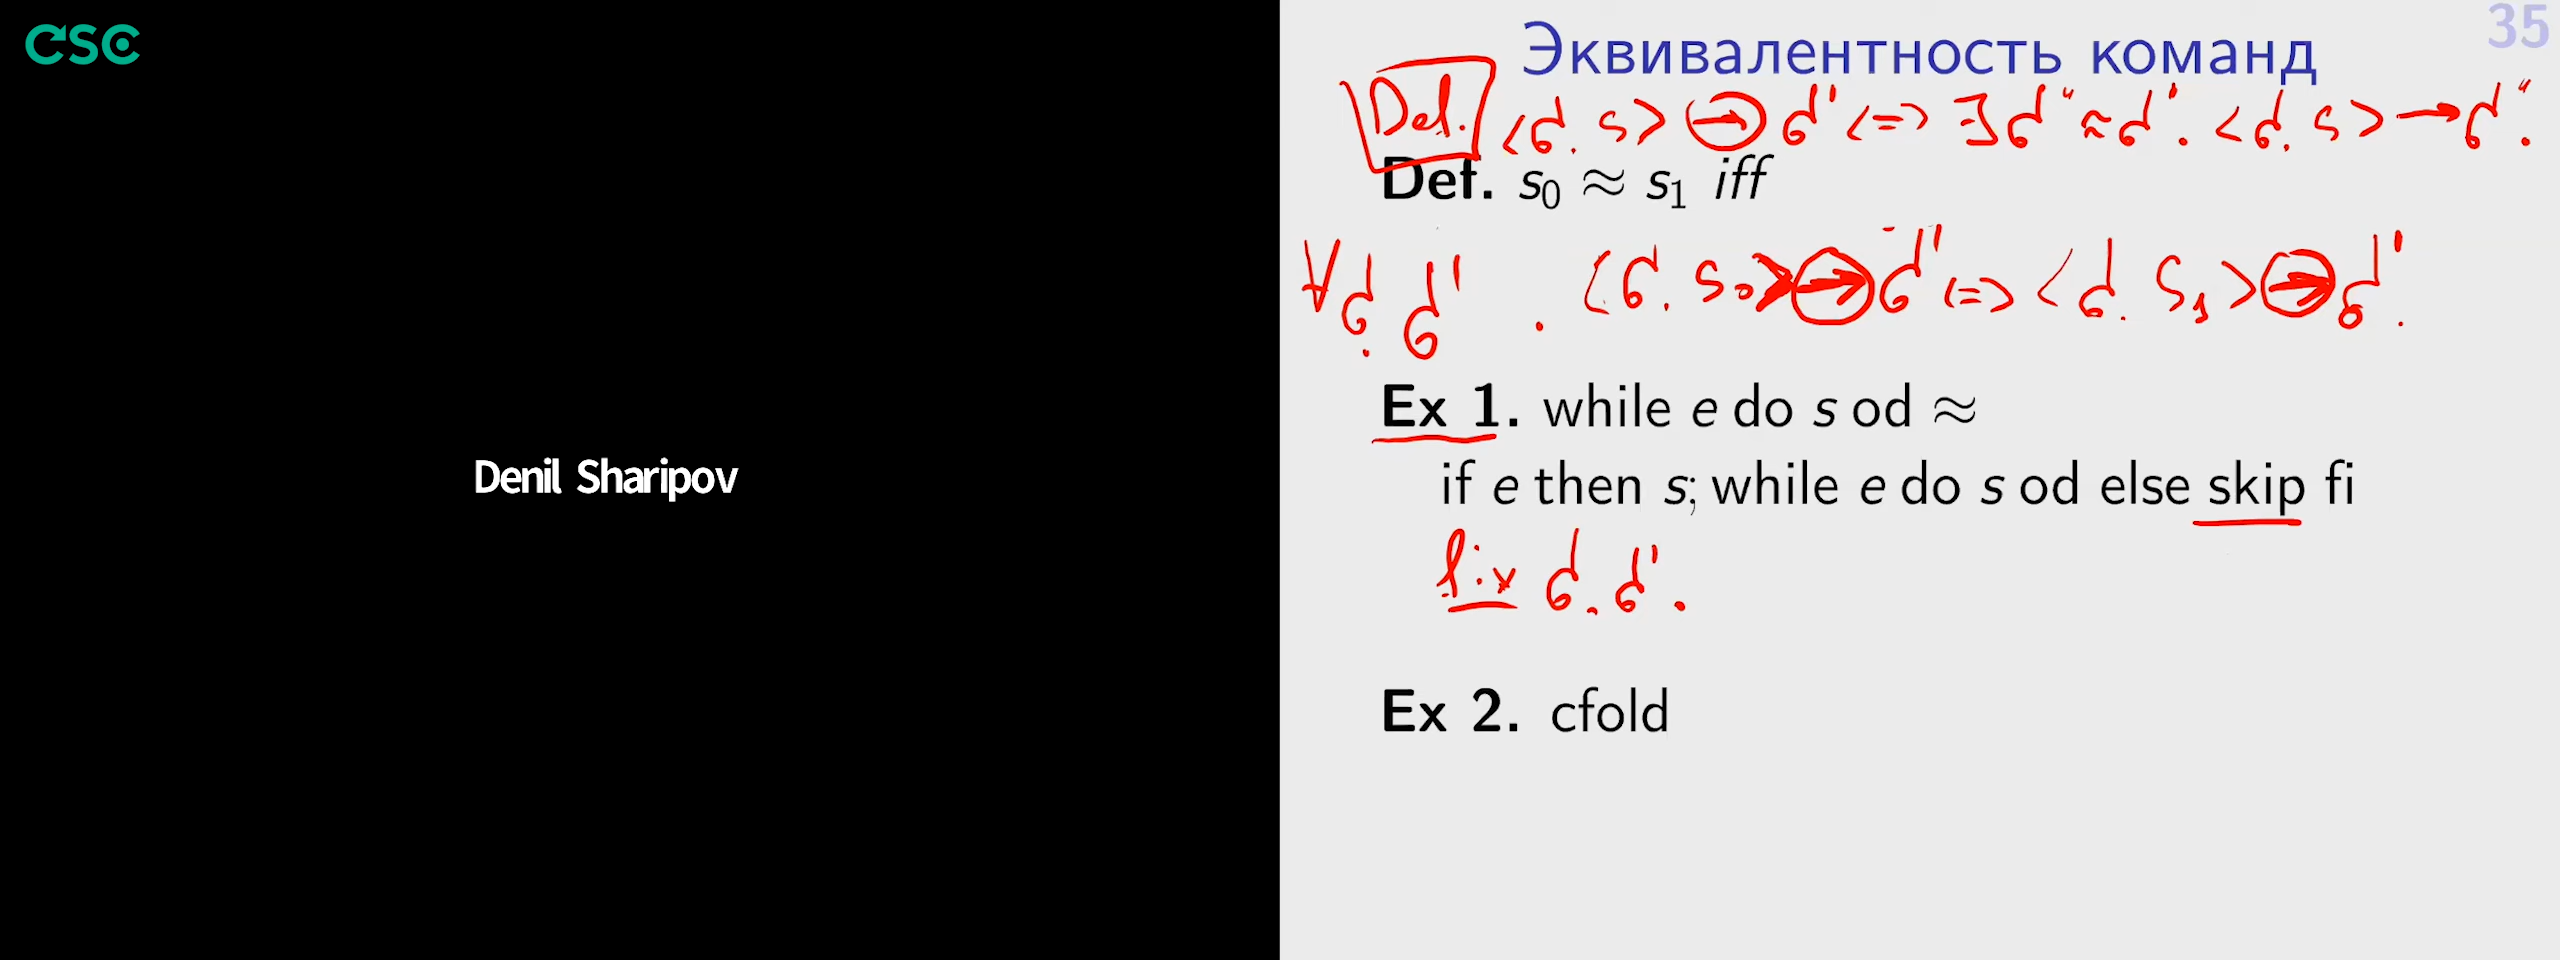 CSC
Denil Sharipov
35
Эквивалентность команд
Def. <σ, s> → σ' <=> ∃σ'' ≈ σ'. <σ, s> → σ''.
Def. s₀ ≈ s₁ iff
∀σ, σ' . <σ, s₀> → σ' <=> <σ, s₁> → σ'.
Ex 1. while e do s od ≈
if e then s; while e do s od else skip fi
fix σ, σ'.
Ex 2. cfold